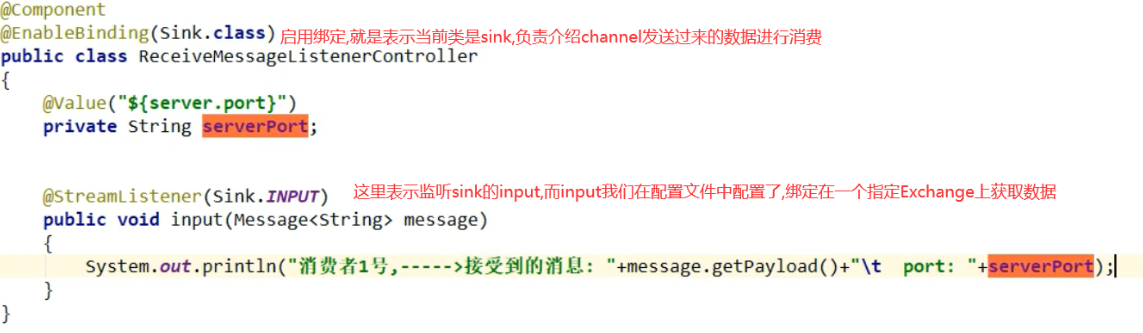 @Component
@EnableBinding(Sink.class) 启用绑定,就是表示当前类是sink,负责介绍channel发送过来的数据进行消费
public class ReceiveMessageListenerController
{
    @Value("${server.port}")
    private String serverPort;
    @StreamListener(Sink.INPUT) 这里表示监听sink的input,而input我们在配置文件中配置了,绑定在一个指定Exchange上获取数据
    public void input(Message<String> message)
    {
        System.out.println("消费者1号,----->接受到的消息: "+message.getPayload()+"\t  port: "+serverPort);
    }
}